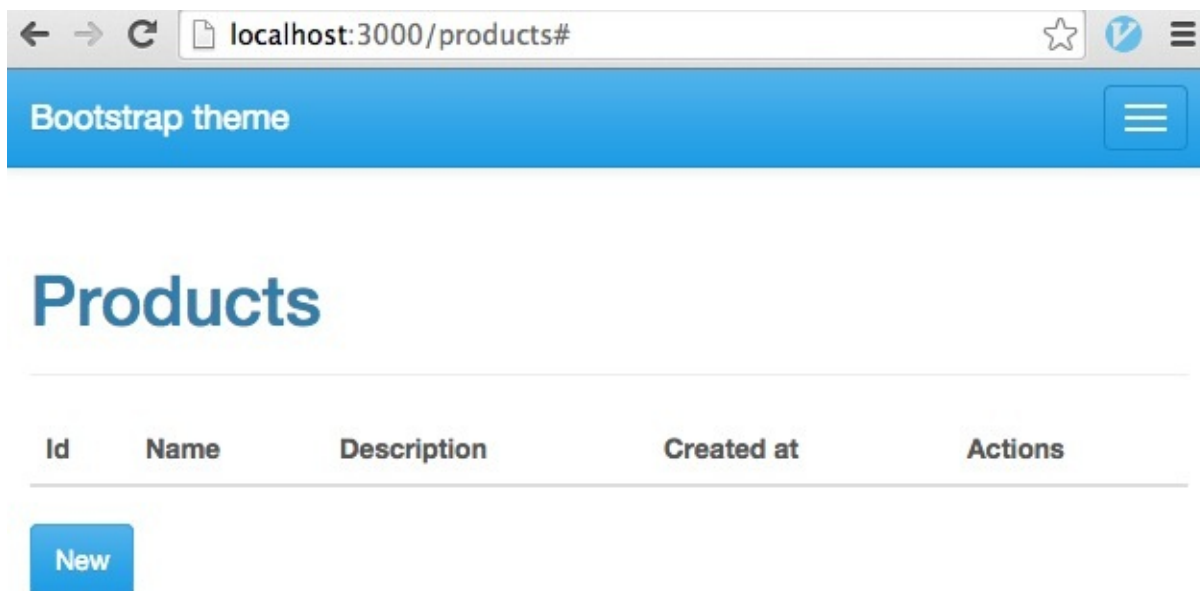 localhost:3000/products#
Bootstrap theme
Products
Id Name Description Created at Actions
New